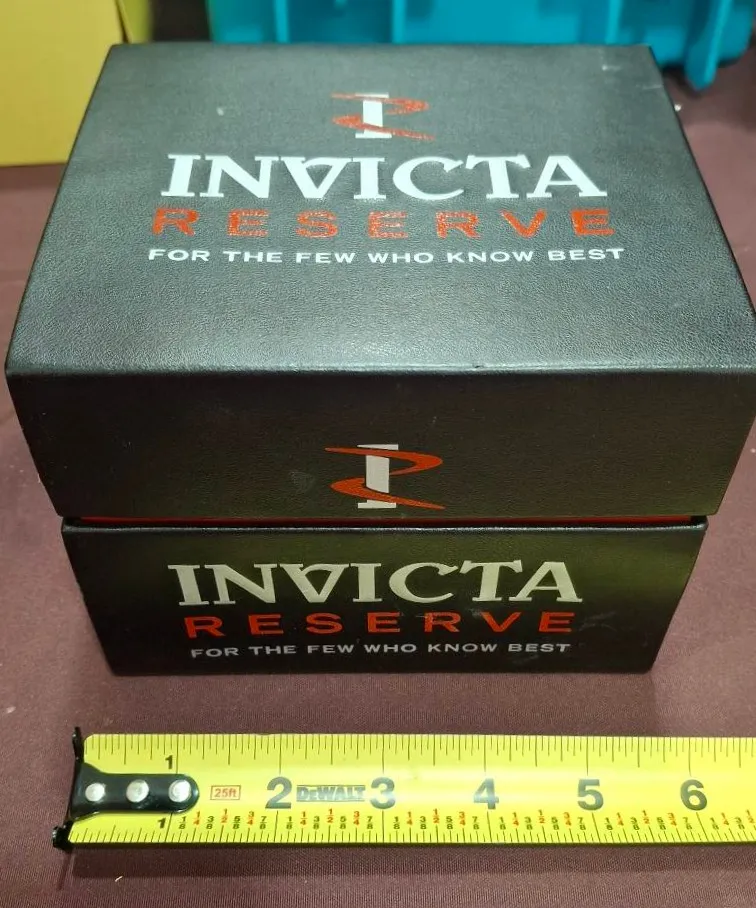 INVICTA
RESERVE
FOR THE FEW WHO KNOW BEST
INVICTA
RESERVE
FOR THE FEW WHO KNOW BEST
1 25ft 2 DEWALT 3 4 5 6
1